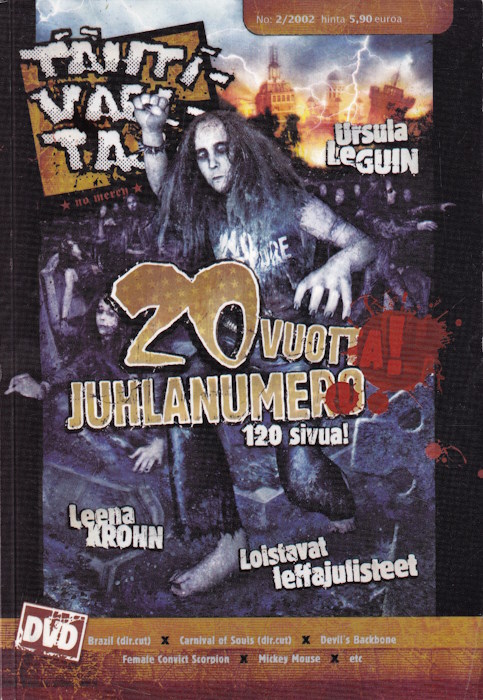 No: 2/2002 hinta 5,90 euroa
TÄHTI-
VAEL-
TA
★ no mercy ★
Ursula
LeGUIN
20 VUOTTA!
JUHLANUMERO
120 sivua!
Leena
KROHN
Loistavat
leffajulisteet
DVD
Brazil (dir.cut) X Carnival of Souls (dir.cut) X Devil's Backbone
Female Convict Scorpion X Mickey Mouse X etc